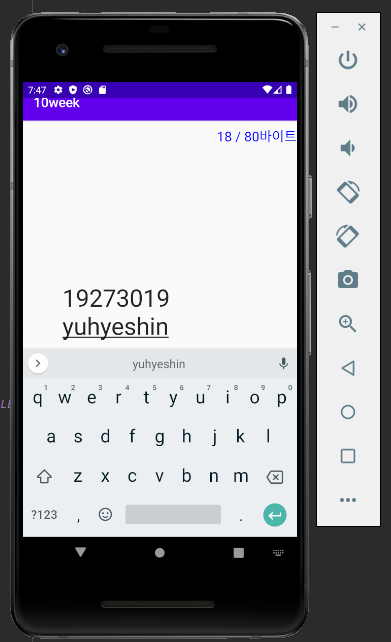 7:47
10week
18 / 80바이트
19273019
yuhyeshin
yuhyeshin
1 2 3 4 5 6 7 8 9 0
q w e r t y u i o p
a s d f g h j k l
z x c v b n m
?123 , .